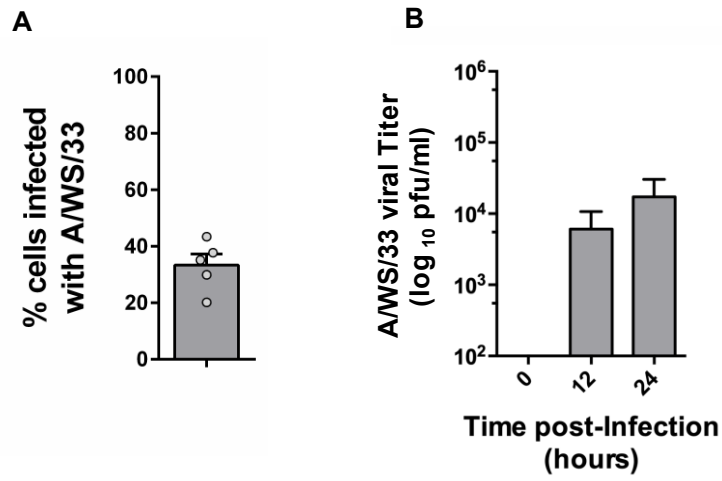 A
% cells infected
with A/WS/33
100
80
60
40
20
0
B
A/WS/33 viral Titer
(log 10 pfu/ml)
10⁶
10⁵
10⁴
10³
10²
0
12
24
Time post-Infection
(hours)